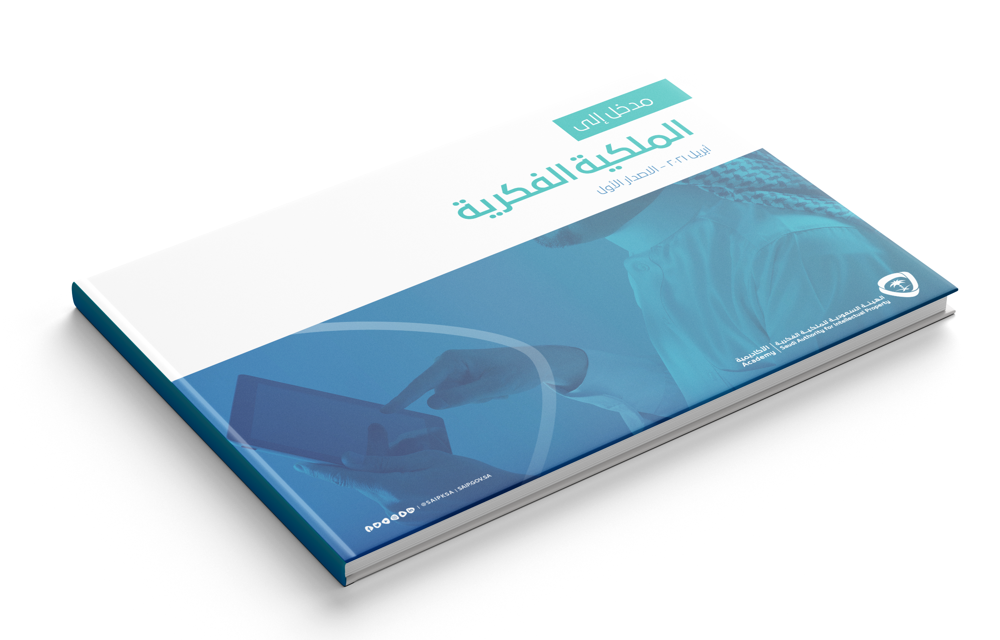 مدخل إلى
الملكية الفكرية
أبريل ٢٠٢١ – الاصدار الأول
الهيئة السعودية للملكية الفكرية | الأكاديمية
Saudi Authority for Intellectual Property | Academy
| @SAIPKSA | SAIP.GOV.SA